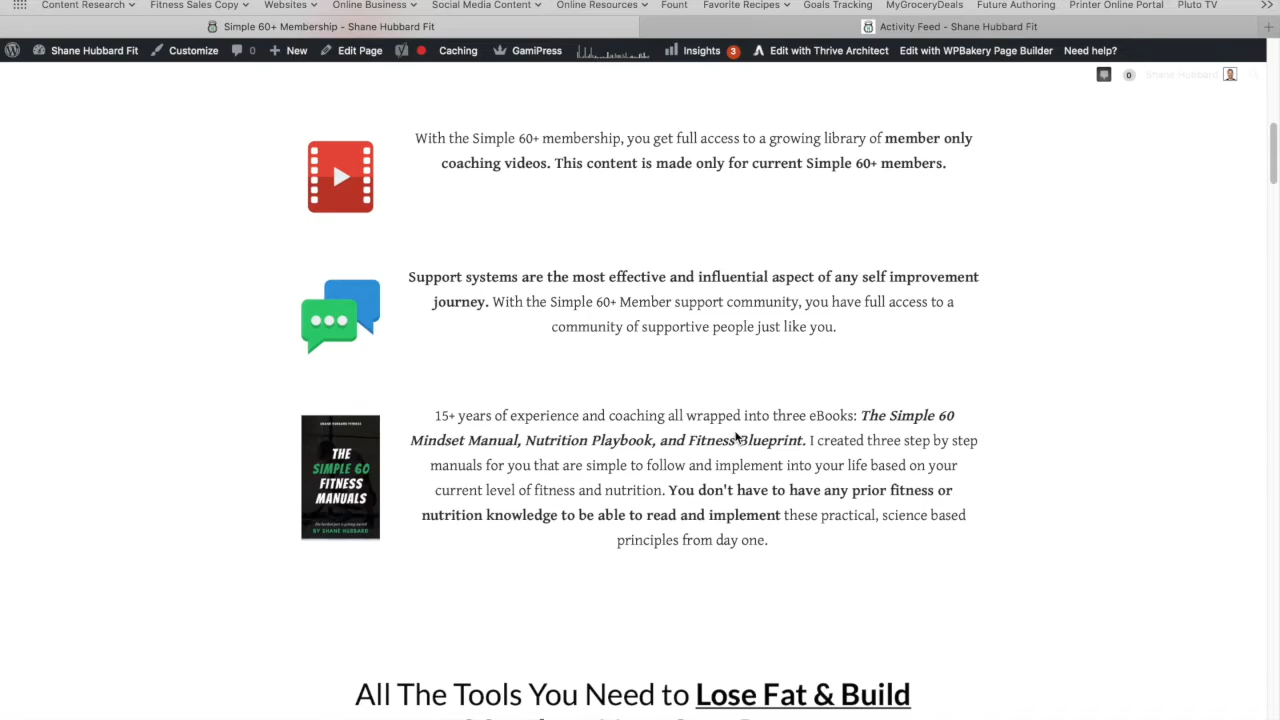 Content Research Fitness Sales Copy Websites Online Business Social Media Content Online Resources Fount Favorite Recipes Goals Tracking MyGroceryDeals Future Authoring Printer Online Portal Pluto TV
Simple 60+ Membership - Shane Hubbard Fit Activity Feed - Shane Hubbard Fit
Shane Hubbard Fit Customize 0 New Edit Page Caching GamiPress Insights 3 Edit with Thrive Architect Edit with WPBakery Page Builder Need help?
0 Shane Hubbard
With the Simple 60+ membership, you get full access to a growing library of member only
coaching videos. This content is made only for current Simple 60+ members.
Support systems are the most effective and influential aspect of any self improvement
journey. With the Simple 60+ Member support community, you have full access to a
community of supportive people just like you.
SHANE HUBBARD FITNESS
THE
SIMPLE 60
FITNESS
MANUALS
BY SHANE HUBBARD
15+ years of experience and coaching all wrapped into three eBooks: The Simple 60
Mindset Manual, Nutrition Playbook, and Fitness Blueprint. I created three step by step
manuals for you that are simple to follow and implement into your life based on your
current level of fitness and nutrition. You don't have to have any prior fitness or
nutrition knowledge to be able to read and implement these practical, science based
principles from day one.
All The Tools You Need to Lose Fat & Build